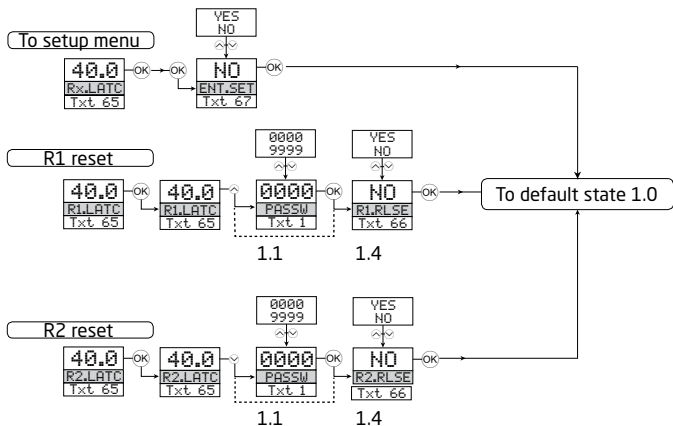 YES
NO
To setup menu
40.0 OK OK NO OK
Rx.LATC ENT.SET
Txt 65 Txt 67
0000 YES
9999 NO
R1 reset
40.0 OK 40.0 0000 OK NO OK To default state 1.0
R1.LATC R1.LATC PASSW R1.RLSE
Txt 65 Txt 65 Txt 1 Txt 66
1.1 1.4
0000 YES
9999 NO
R2 reset
40.0 OK 40.0 0000 OK NO OK
R2.LATC R2.LATC PASSW R2.RLSE
Txt 65 Txt 65 Txt 1 Txt 66
1.1 1.4